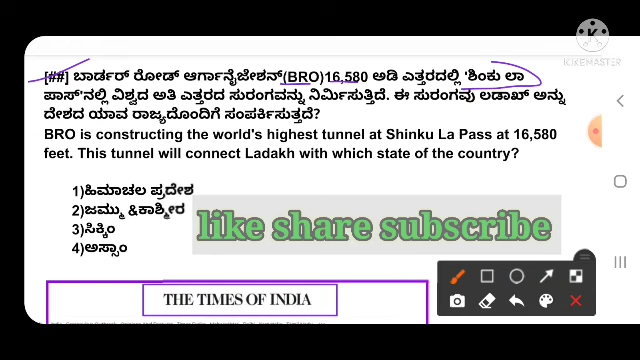 KINEMASTER
[##] ಬಾರ್ಡರ್ ರೋಡ್ ಆರ್ಗಾನೈಜೇಶನ್(BRO)16,580 ಅಡಿ ಎತ್ತರದಲ್ಲಿ 'ಶಿಂಕು ಲಾ
ಪಾಸ್'ನಲ್ಲಿ ವಿಶ್ವದ ಅತಿ ಎತ್ತರದ ಸುರಂಗವನ್ನು ನಿರ್ಮಿಸುತ್ತಿದೆ. ಈ ಸುರಂಗವು ಲಡಾಖ್ ಅನ್ನು
ದೇಶದ ಯಾವ ರಾಜ್ಯದೊಂದಿಗೆ ಸಂಪರ್ಕಿಸುತ್ತದೆ?
BRO is constructing the world's highest tunnel at Shinku La Pass at 16,580
feet. This tunnel will connect Ladakh with which state of the country?
1)ಹಿಮಾಚಲ ಪ್ರದೇಶ
2)ಜಮ್ಮು &ಕಾಶ್ಮೀರ
3)ಸಿಕ್ಕಿಂ
4)ಅಸ್ಸಾಂ
like share subscribe
THE TIMES OF INDIA